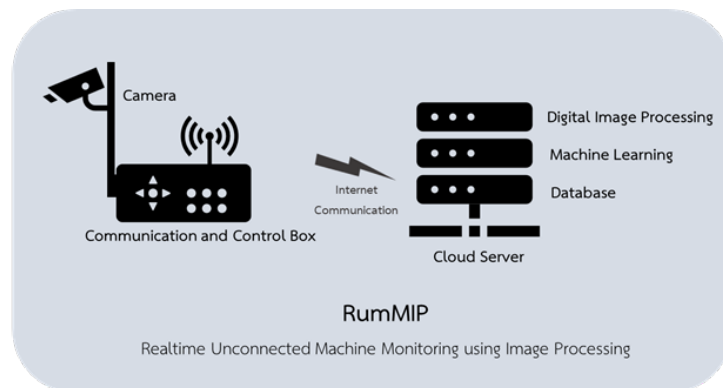 Camera
Communication and Control Box
Internet
Communication
Digital Image Processing
Machine Learning
Database
Cloud Server
RumMIP
Realtime Unconnected Machine Monitoring using Image Processing